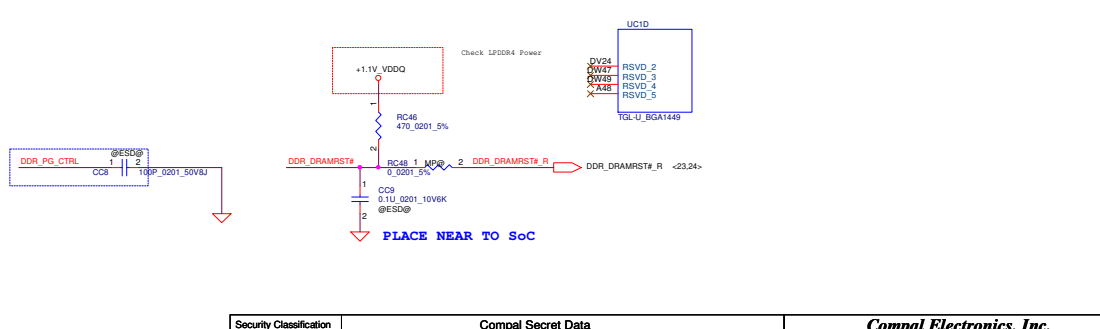 UC1D
Check LPDDR4 Power
+1.1V_VDDQ
DV24
RSVD_2
DW47
RSVD_3
DW49
RSVD_4
A48
RSVD_5
TGL-U_BGA1449
1
RC46
470_0201_5%
2
@ESD@
DDR_PG_CTRL
1
2
CC8
100P_0201_50V8J
DDR_DRAMRST#
RC48
1
MP@
2
0_0201_5%
DDR_DRAMRST#_R
DDR_DRAMRST#_R <23,24>
1
CC9
0.1U_0201_10V6K
@ESD@
2
PLACE NEAR TO SoC
Security Classification
Compal Secret Data
Compal Electronics, Inc.